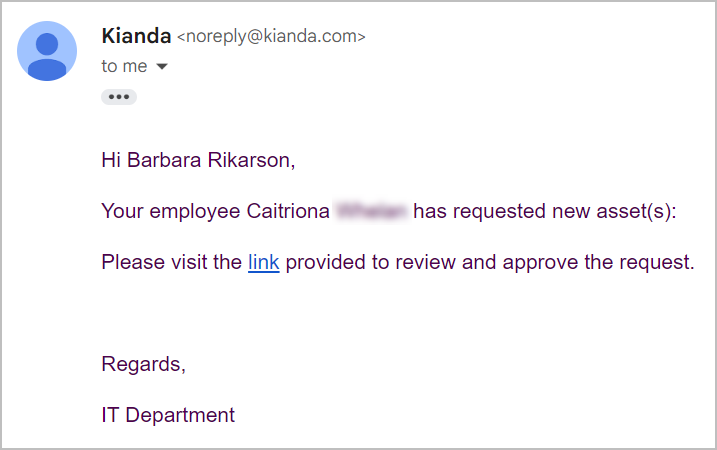 Kianda <noreply@kianda.com>
to me
Hi Barbara Rikarson,
Your employee Caitriona has requested new asset(s):
Please visit the link provided to review and approve the request.
Regards,
IT Department